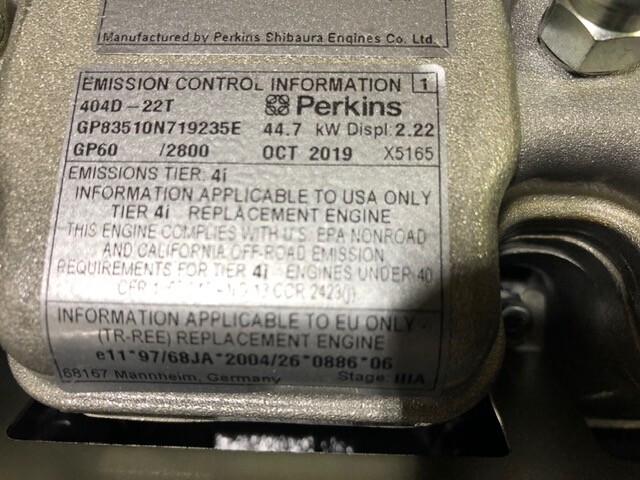 Manufactured by Perkins Shibaura Engines Co. Ltd.
EMISSION CONTROL INFORMATION 1
404D-22T Perkins
GP83510N719235E 44.7 kW Displ 2.22
GP60 /2800 OCT 2019 X5165
EMISSIONS TIER: 4i
INFORMATION APPLICABLE TO USA ONLY
TIER 4i REPLACEMENT ENGINE
THIS ENGINE COMPLIES WITH U.S. EPA NONROAD
AND CALIFORNIA OFF-ROAD EMISSION
REQUIREMENTS FOR TIER 4i ENGINES UNDER 40
CFR 13 CCR 2423(j)
INFORMATION APPLICABLE TO EU ONLY -
(TR-REE) REPLACEMENT ENGINE
e11*97/68JA*2004/26*0886*06
68167 Mannheim, Germany Stage: IIIA